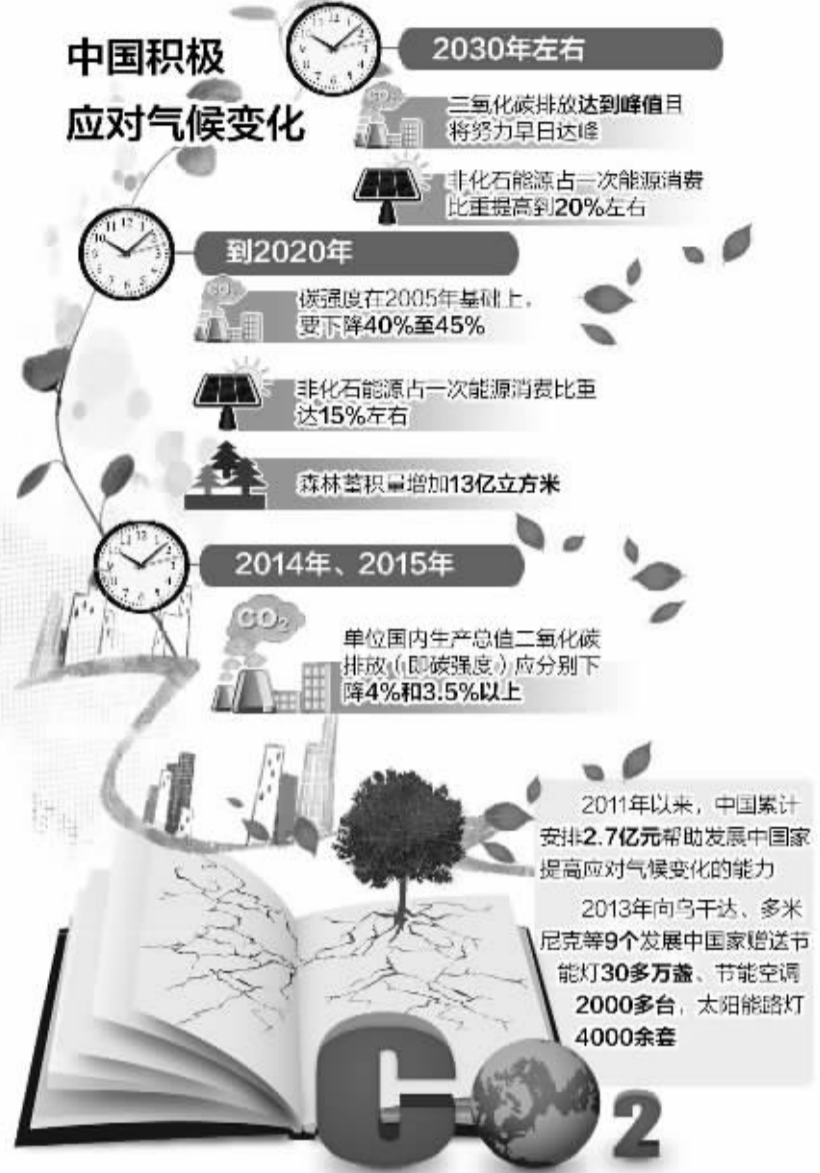 中国积极
应对气候变化
2030年左右
CO₂
二氧化碳排放达到峰值且
将努力早日达峰
非化石能源占一次能源消费
比重提高到20%左右
到2020年
CO₂
碳强度在2005年基础上，
要下降40%至45%
非化石能源占一次能源消费比重
达15%左右
森林蓄积量增加13亿立方米
2014年、2015年
CO₂
单位国内生产总值二氧化碳
排放（即碳强度）应分别下
降4%和3.5%以上
2011年以来，中国累计
安排2.7亿元帮助发展中国家
提高应对气候变化的能力
2013年向乌干达、多米
尼克等9个发展中国家赠送节
能灯30多万盏、节能空调
2000多台，太阳能路灯
4000余套
CO2